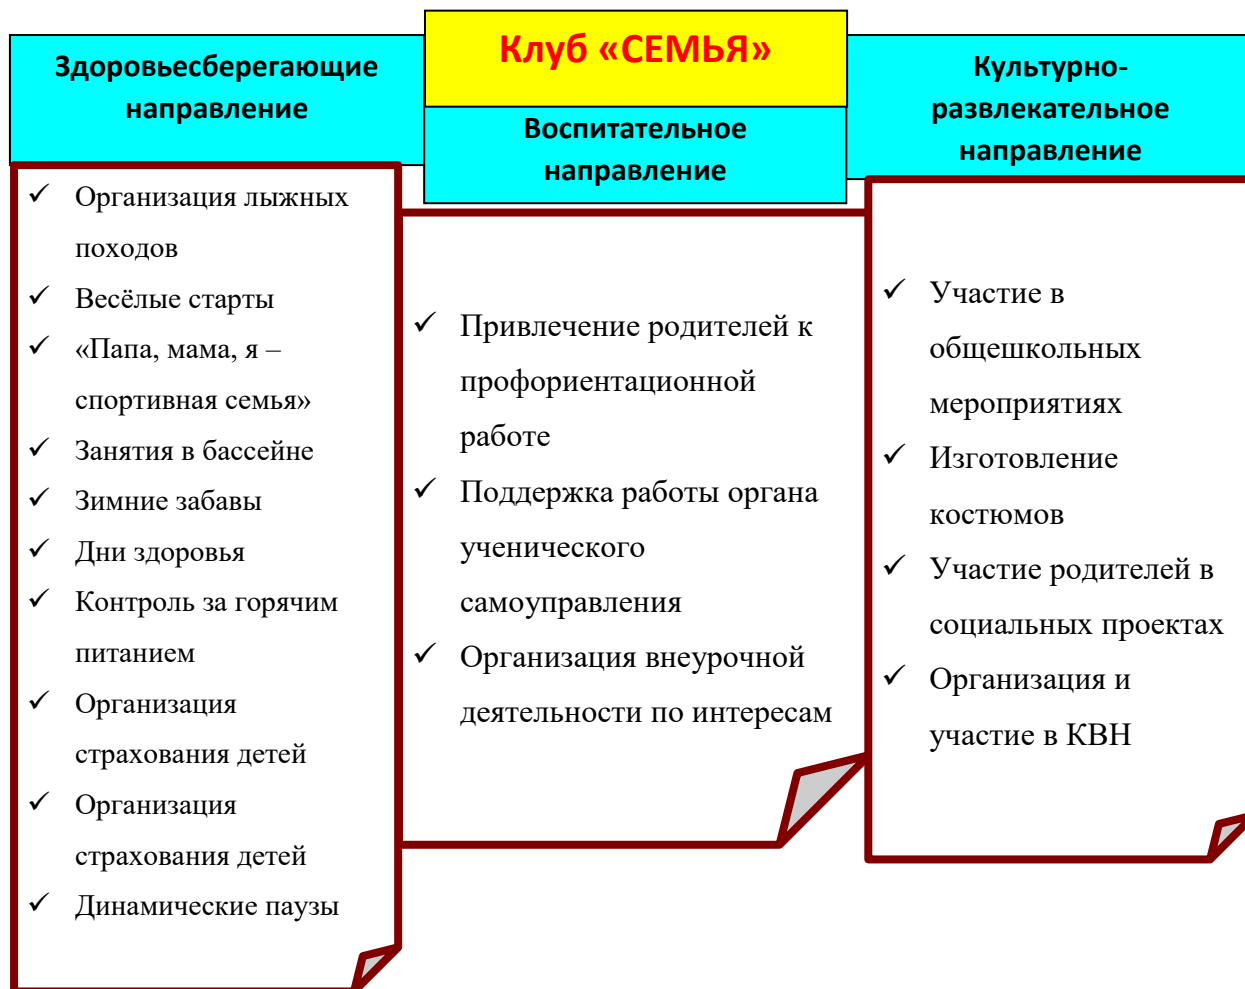 Клуб «СЕМЬЯ»
Здоровьесберегающие
направление
Организация лыжных
походов
Весёлые старты
«Папа, мама, я –
спортивная семья»
Занятия в бассейне
Зимние забавы
Дни здоровья
Контроль за горячим
питанием
Организация
страхования детей
Организация
страхования детей
Динамические паузы
Воспитательное
направление
Привлечение родителей к
профориентационной
работе
Поддержка работы органа
ученического
самоуправления
Организация внеурочной
деятельности по интересам
Культурно-
развлекательное
направление
Участие в
общешкольных
мероприятиях
Изготовление
костюмов
Участие родителей в
социальных проектах
Организация и
участие в КВН